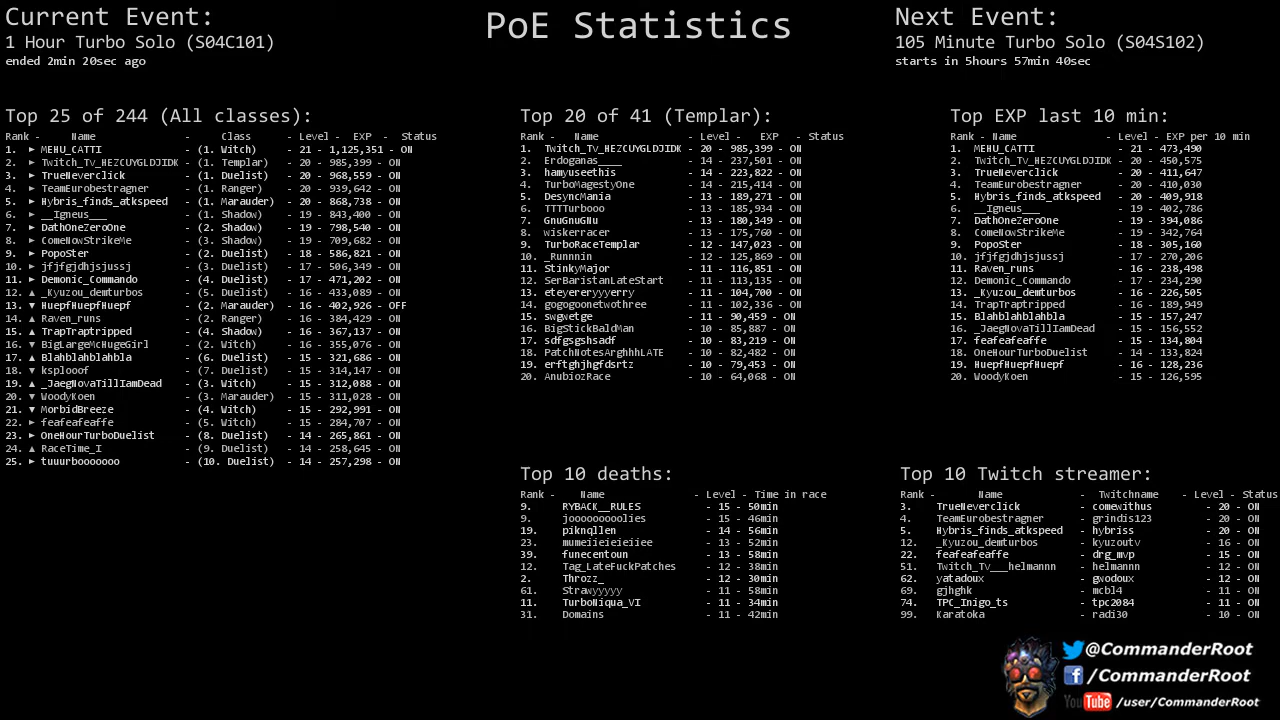 Current Event:
1 Hour Turbo Solo (S04C101)
ended 2min 20sec ago
PoE Statistics
Next Event:
105 Minute Turbo Solo (S04S102)
starts in 5hours 57min 40sec
Top 25 of 244 (All classes):
Rank - Name - Class - Level - EXP - Status
1. ► MEHU_CATTI - (1. Witch) - 21 - 1,125,351 - ON
2. ► Twitch_Tv_HEZCUYGLDJIDK - (1. Templar) - 20 - 985,399 - ON
3. ► TrueNeverclick - (1. Duelist) - 20 - 968,559 - ON
4. ► TeamEurobestragner - (1. Ranger) - 20 - 939,642 - ON
5. ► Hybris_finds_atkspeed - (1. Marauder) - 20 - 868,738 - ON
6. ► __Igneus___ - (1. Shadow) - 19 - 843,400 - ON
7. ► DathOneZeroOne - (2. Shadow) - 19 - 798,540 - ON
8. ► ComeNowStrikeMe - (3. Shadow) - 19 - 709,682 - ON
9. ► PopoSter - (2. Duelist) - 18 - 586,821 - ON
10. ► jfjfgjdhjsjussj - (3. Duelist) - 17 - 506,349 - ON
11. ► Demonic_Commando - (4. Duelist) - 17 - 471,202 - ON
12. ▲ _Kyuzou_demturbos - (5. Duelist) - 16 - 433,089 - ON
13. ▼ HuepfHuepfHuepf - (2. Marauder) - 16 - 402,926 - OFF
14. ▲ Raven_runs - (2. Ranger) - 16 - 384,429 - ON
15. ▲ TrapTraptripped - (4. Shadow) - 16 - 367,137 - ON
16. ▼ BigLargeMcHugeGirl - (2. Witch) - 16 - 355,076 - ON
17. ▲ Blahblahblahbla - (6. Duelist) - 15 - 321,686 - ON
18. ▼ ksplooof - (7. Duelist) - 15 - 314,147 - ON
19. ▲ _JaegNovaTillIamDead - (3. Witch) - 15 - 312,088 - ON
20. ▼ WoodyKoen - (3. Marauder) - 15 - 311,028 - ON
21. ▼ MorbidBreeze - (4. Witch) - 15 - 292,991 - ON
22. ► feafeafeaffe - (5. Witch) - 15 - 284,707 - ON
23. ► OneHourTurboDuelist - (8. Duelist) - 14 - 265,861 - ON
24. ▲ RaceTime_I - (9. Duelist) - 14 - 258,645 - ON
25. ► tuuurbooooooo - (10. Duelist) - 14 - 257,298 - ON
Top 20 of 41 (Templar):
Rank - Name - Level - EXP - Status
1. Twitch_Tv_HEZCUYGLDJIDK - 20 - 985,399 - ON
2. Erdoganas____ - 14 - 237,501 - ON
3. hamyuseethis - 14 - 223,822 - ON
4. TurboMagestyOne - 14 - 215,414 - ON
5. DesyncMania - 13 - 189,271 - ON
6. TTTTurbooo - 13 - 185,934 - ON
7. GnuGnuGNu - 13 - 180,349 - ON
8. wiskerracer - 13 - 175,760 - ON
9. TurboRaceTemplar - 12 - 147,023 - ON
10. _Runnnin - 12 - 125,869 - ON
11. StinkyMajor - 11 - 116,851 - ON
12. SerBaristanLateStart - 11 - 113,135 - ON
13. eteyereryyyerry - 11 - 104,700 - ON
14. gogogoonetwothree - 11 - 102,336 - ON
15. swgwetge - 11 - 90,459 - ON
16. BigStickBaldMan - 10 - 85,887 - ON
17. sdfgsgshsadf - 10 - 83,219 - ON
18. PatchNotesArghhhLATE - 10 - 82,482 - ON
19. erftghjhgfdsrtz - 10 - 79,453 - ON
20. AnubiozRace - 10 - 64,068 - ON
Top EXP last 10 min:
Rank - Name - Level - EXP per 10 min
1. MEHU_CATTI - 21 - 473,490
2. Twitch_Tv_HEZCUYGLDJIDK - 20 - 450,575
3. TrueNeverclick - 20 - 411,647
4. TeamEurobestragner - 20 - 410,030
5. Hybris_finds_atkspeed - 20 - 409,918
6. __Igneus___ - 19 - 402,786
7. DathOneZeroOne - 19 - 394,086
8. ComeNowStrikeMe - 19 - 342,764
9. PopoSter - 18 - 305,160
10. jfjfgjdhjsjussj - 17 - 270,206
11. Raven_runs - 16 - 238,498
12. Demonic_Commando - 17 - 234,290
13. _Kyuzou_demturbos - 16 - 226,505
14. TrapTraptripped - 16 - 189,949
15. Blahblahblahbla - 15 - 157,247
16. _JaegNovaTillIamDead - 15 - 156,552
17. feafeafeaffe - 15 - 134,804
18. OneHourTurboDuelist - 14 - 133,824
19. HuepfHuepfHuepf - 16 - 128,236
20. WoodyKoen - 15 - 126,595
Top 10 deaths:
Rank - Name - Level - Time in race
9. RYBACK__RULES - 15 - 50min
9. jooooooooolies - 15 - 46min
19. piknqllen - 14 - 56min
23. mumeiieieieiiee - 13 - 52min
39. funecentoun - 13 - 58min
12. Tag_LateFuckPatches - 12 - 38min
2. Throzz_ - 12 - 30min
61. Strawyyyyy - 11 - 58min
11. TurboNiqua_VI - 11 - 34min
31. Domains - 11 - 42min
Top 10 Twitch streamer:
Rank - Name - Twitchname - Level - Status
3. TrueNeverclick - comewithus - 20 - ON
4. TeamEurobestragner - grindis123 - 20 - ON
5. Hybris_finds_atkspeed - hybriss - 20 - ON
12. _Kyuzou_demturbos - kyuzoutv - 16 - ON
22. feafeafeaffe - drg_mvp - 15 - ON
51. Twitch_Tv___helmannn - helmannn - 12 - ON
62. yatadoux - gwodoux - 12 - ON
69. gjhghk - mcbl4 - 11 - ON
74. TPC_Inigo_ts - tpc2084 - 11 - ON
99. Karatoka - radi30 - 10 - ON
@CommanderRoot
f /CommanderRoot
YouTube /user/CommanderRoot